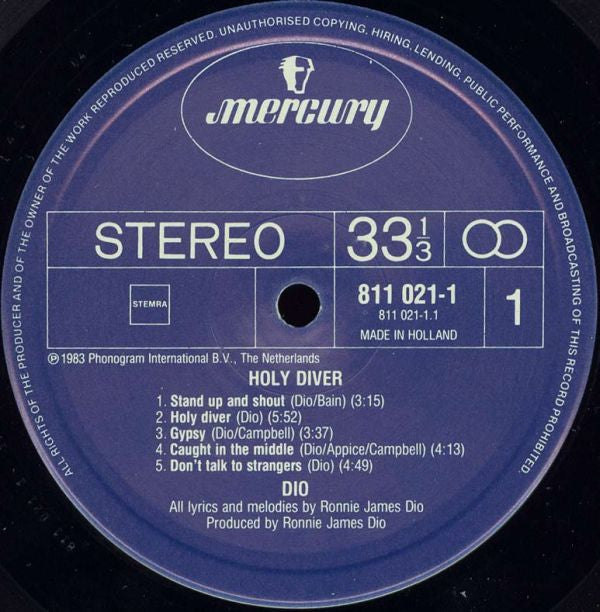 ALL RIGHTS OF THE PRODUCER AND OF THE OWNER OF THE WORK REPRODUCED RESERVED. UNAUTHORISED COPYING, HIRING, LENDING, PUBLIC PERFORMANCE AND BROADCASTING OF THIS RECORD PROHIBITED.
mercury
STEREO 33 1/3
STEMRA 811 021-1 1
811 021-1.1
MADE IN HOLLAND
℗ 1983 Phonogram International B.V., The Netherlands
HOLY DIVER
1. Stand up and shout (Dio/Bain) (3:15)
2. Holy diver (Dio) (5:52)
3. Gypsy (Dio/Campbell) (3:37)
4. Caught in the middle (Dio/Appice/Campbell) (4:13)
5. Don't talk to strangers (Dio) (4:49)
DIO
All lyrics and melodies by Ronnie James Dio
Produced by Ronnie James Dio